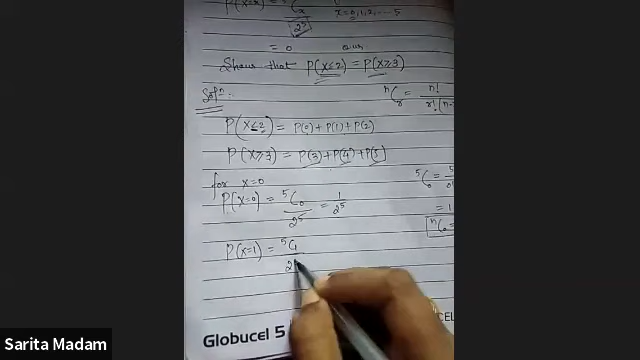 P(X=x) = ⁵Cₓ x=0,1,2,....5
2⁵
= 0
Show that P(X≤2) = P(X≥3)
Solⁿ. ⁿCᵣ = n! / r!(n-
P(X≤2) = P(0)+P(1)+P(2)
P(X≥3) = P(3)+P(4)+P(5)
for x=0
P(X=0) = ⁵C₀ / 2⁵ = 1/2⁵ ⁵C₀ = 5 / 0!
= 1
P(X=1) = ⁵C₁ / 2 ⁿC₀ =
Globucel 5
CEL
Sarita Madam